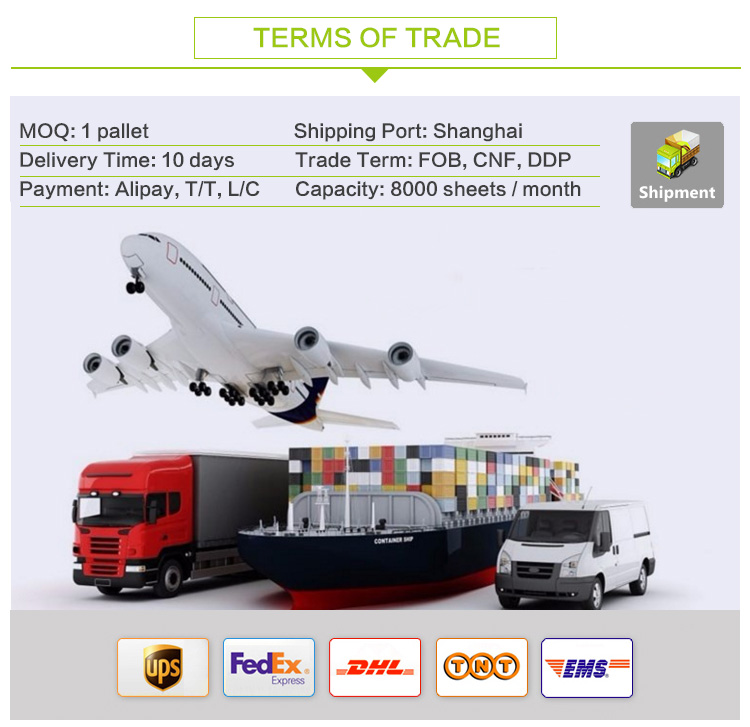 TERMS OF TRADE
MOQ: 1 pallet
Shipping Port: Shanghai
Delivery Time: 10 days
Trade Term: FOB, CNF, DDP
Payment: Alipay, T/T, L/C
Capacity: 8000 sheets / month
Shipment
CONTAINER SHIP
ups
FedEx®
Express
DHL
TNT
EMS